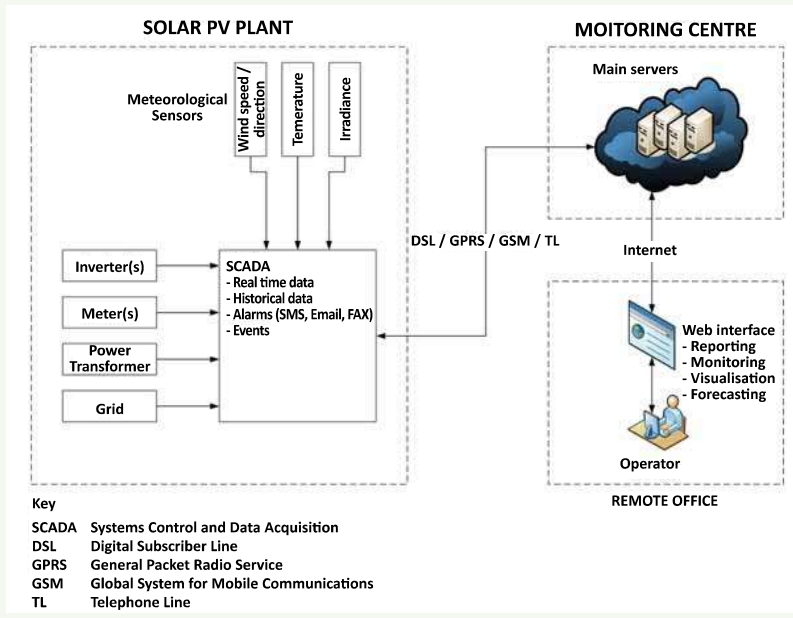 SOLAR PV PLANT
Meteorological
Sensors
Wind speed /
direction
Temerature
Irradiance
Inverter(s)
Meter(s)
Power
Transformer
Grid
SCADA
- Real time data
- Historical data
- Alarms (SMS, Email, FAX)
- Events
DSL / GPRS / GSM / TL
MOITORING CENTRE
Main servers
Internet
Web interface
- Reporting
- Monitoring
- Visualisation
- Forecasting
Operator
REMOTE OFFICE
Key
SCADA Systems Control and Data Acquisition
DSL Digital Subscriber Line
GPRS General Packet Radio Service
GSM Global System for Mobile Communications
TL Telephone Line